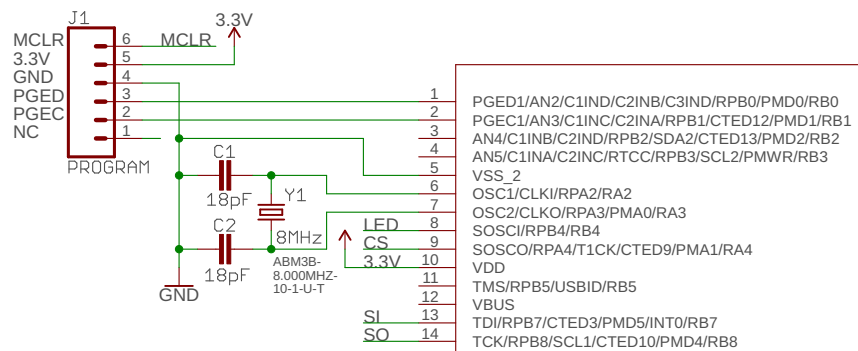 J1
3.3V
MCLR 6 MCLR
3.3V 5
GND 4
PGED 3
PGEC 2
NC 1
PROGRAM
C1
18pF
Y1
C2
8MHz
18pF
ABM3B-
8.000MHZ-
10-1-U-T
GND
LED
CS
3.3V
SI
SO
1 PGED1/AN2/C1IND/C2INB/C3IND/RPB0/PMD0/RB0
2 PGEC1/AN3/C1INC/C2INA/RPB1/CTED12/PMD1/RB1
3 AN4/C1INB/C2IND/RPB2/SDA2/CTED13/PMD2/RB2
4 AN5/C1INA/C2INC/RTCC/RPB3/SCL2/PMWR/RB3
5 VSS_2
6 OSC1/CLKI/RPA2/RA2
7 OSC2/CLKO/RPA3/PMA0/RA3
8 SOSCI/RPB4/RB4
9 SOSCO/RPA4/T1CK/CTED9/PMA1/RA4
10 VDD
11 TMS/RPB5/USBID/RB5
12 VBUS
13 TDI/RPB7/CTED3/PMD5/INT0/RB7
14 TCK/RPB8/SCL1/CTED10/PMD4/RB8